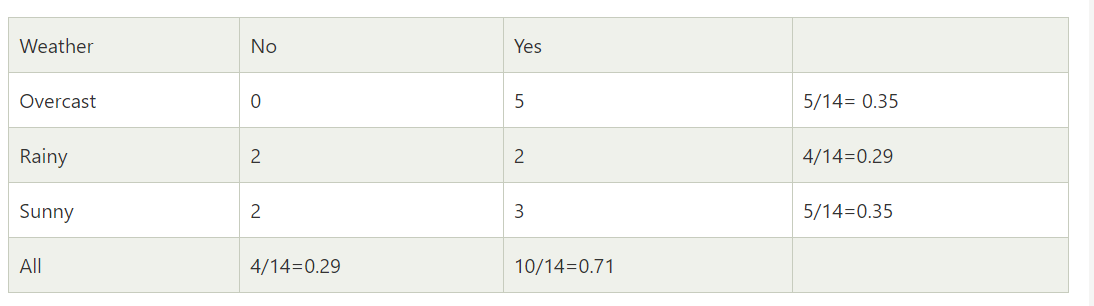 Weather No Yes
Overcast 0 5 5/14= 0.35
Rainy 2 2 4/14=0.29
Sunny 2 3 5/14=0.35
All 4/14=0.29 10/14=0.71